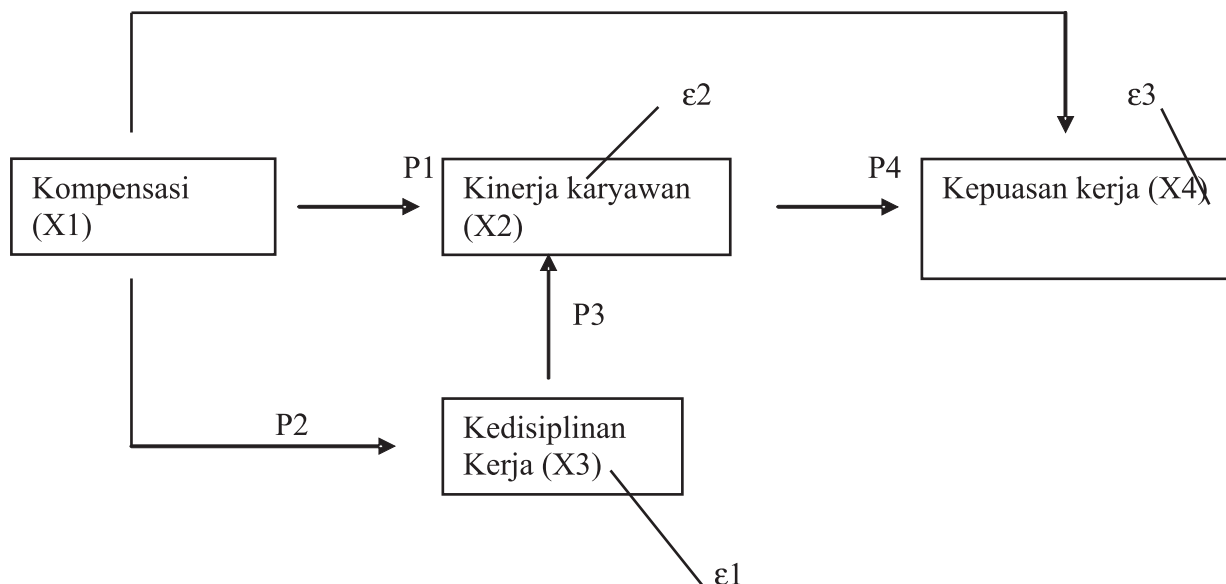 ε2
ε3
P1
P4
Kompensasi
(X1)
Kinerja karyawan
(X2)
Kepuasan kerja (X4)
P3
P2
Kedisiplinan
Kerja (X3)
ε1